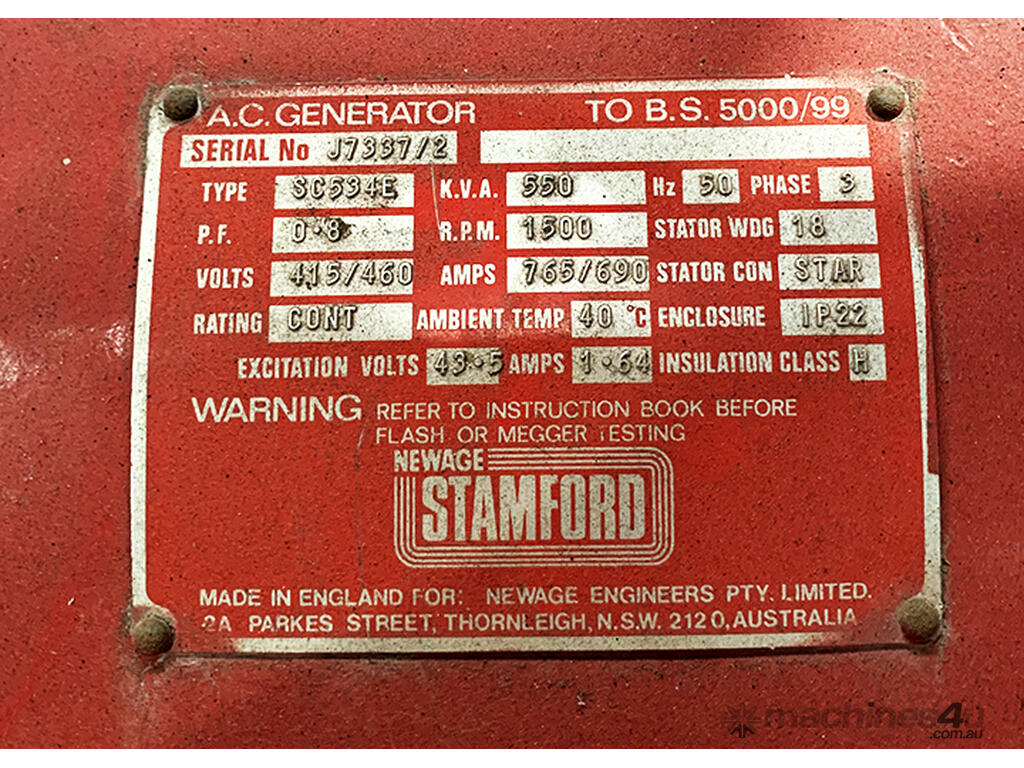 A.C. GENERATOR TO B.S. 5000/99
SERIAL No J7337/2
TYPE SC534E K.V.A. 550 Hz 50 PHASE 3
P.F. 0·8 R.P.M. 1500 STATOR WDG 18
VOLTS 415/460 AMPS 765/690 STATOR CON STAR
RATING CONT AMBIENT TEMP 40 °C ENCLOSURE IP22
EXCITATION VOLTS 43·5 AMPS 1·64 INSULATION CLASS H
WARNING REFER TO INSTRUCTION BOOK BEFORE
FLASH OR MEGGER TESTING
NEWAGE
STAMFORD
MADE IN ENGLAND FOR: NEWAGE ENGINEERS PTY. LIMITED.
2A PARKES STREET, THORNLEIGH, N.S.W. 2120, AUSTRALIA
machines4u
.com.au